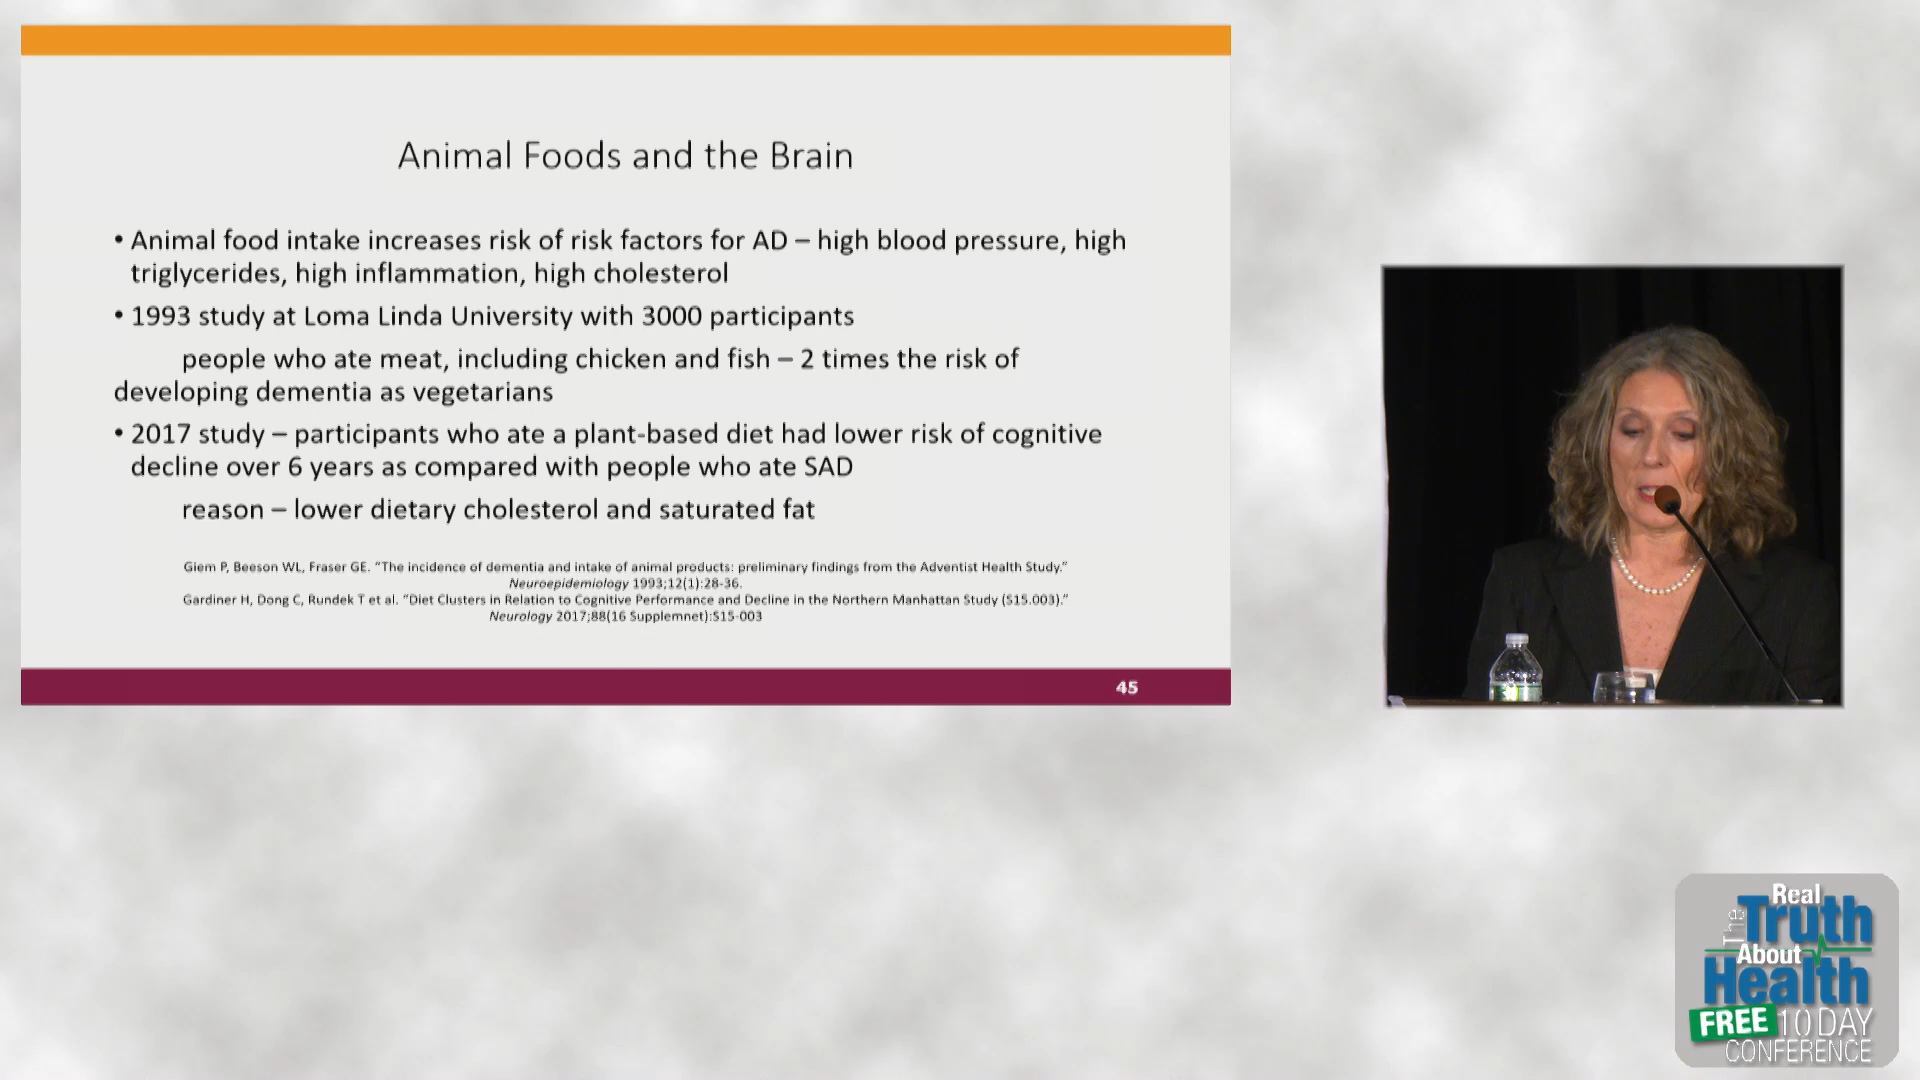 Animal Foods and the Brain
• Animal food intake increases risk of risk factors for AD – high blood pressure, high
triglycerides, high inflammation, high cholesterol
• 1993 study at Loma Linda University with 3000 participants
people who ate meat, including chicken and fish – 2 times the risk of
developing dementia as vegetarians
• 2017 study – participants who ate a plant-based diet had lower risk of cognitive
decline over 6 years as compared with people who ate SAD
reason – lower dietary cholesterol and saturated fat
Giem P, Beeson WL, Fraser GE. "The incidence of dementia and intake of animal products: preliminary findings from the Adventist Health Study."
Neuroepidemiology 1993;12(1):28-36.
Gardiner H, Dong C, Rundek T et al. "Diet Clusters in Relation to Cognitive Performance and Decline in the Northern Manhattan Study (S15.003)."
Neurology 2017;88(16 Supplemnet):S15-003
45
The Real
Truth
About
Health
FREE 10 DAY
CONFERENCE